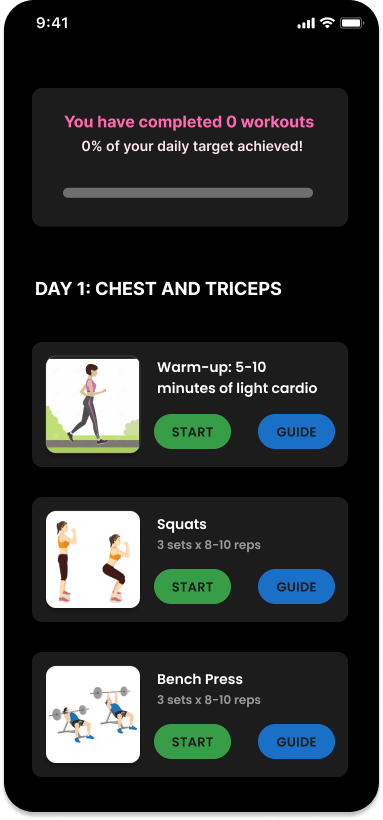 9:41
You have completed 0 workouts
0% of your daily target achieved!
DAY 1: CHEST AND TRICEPS
Warm-up: 5-10
minutes of light cardio
START GUIDE
Squats
3 sets x 8-10 reps
START GUIDE
Bench Press
3 sets x 8-10 reps
START GUIDE